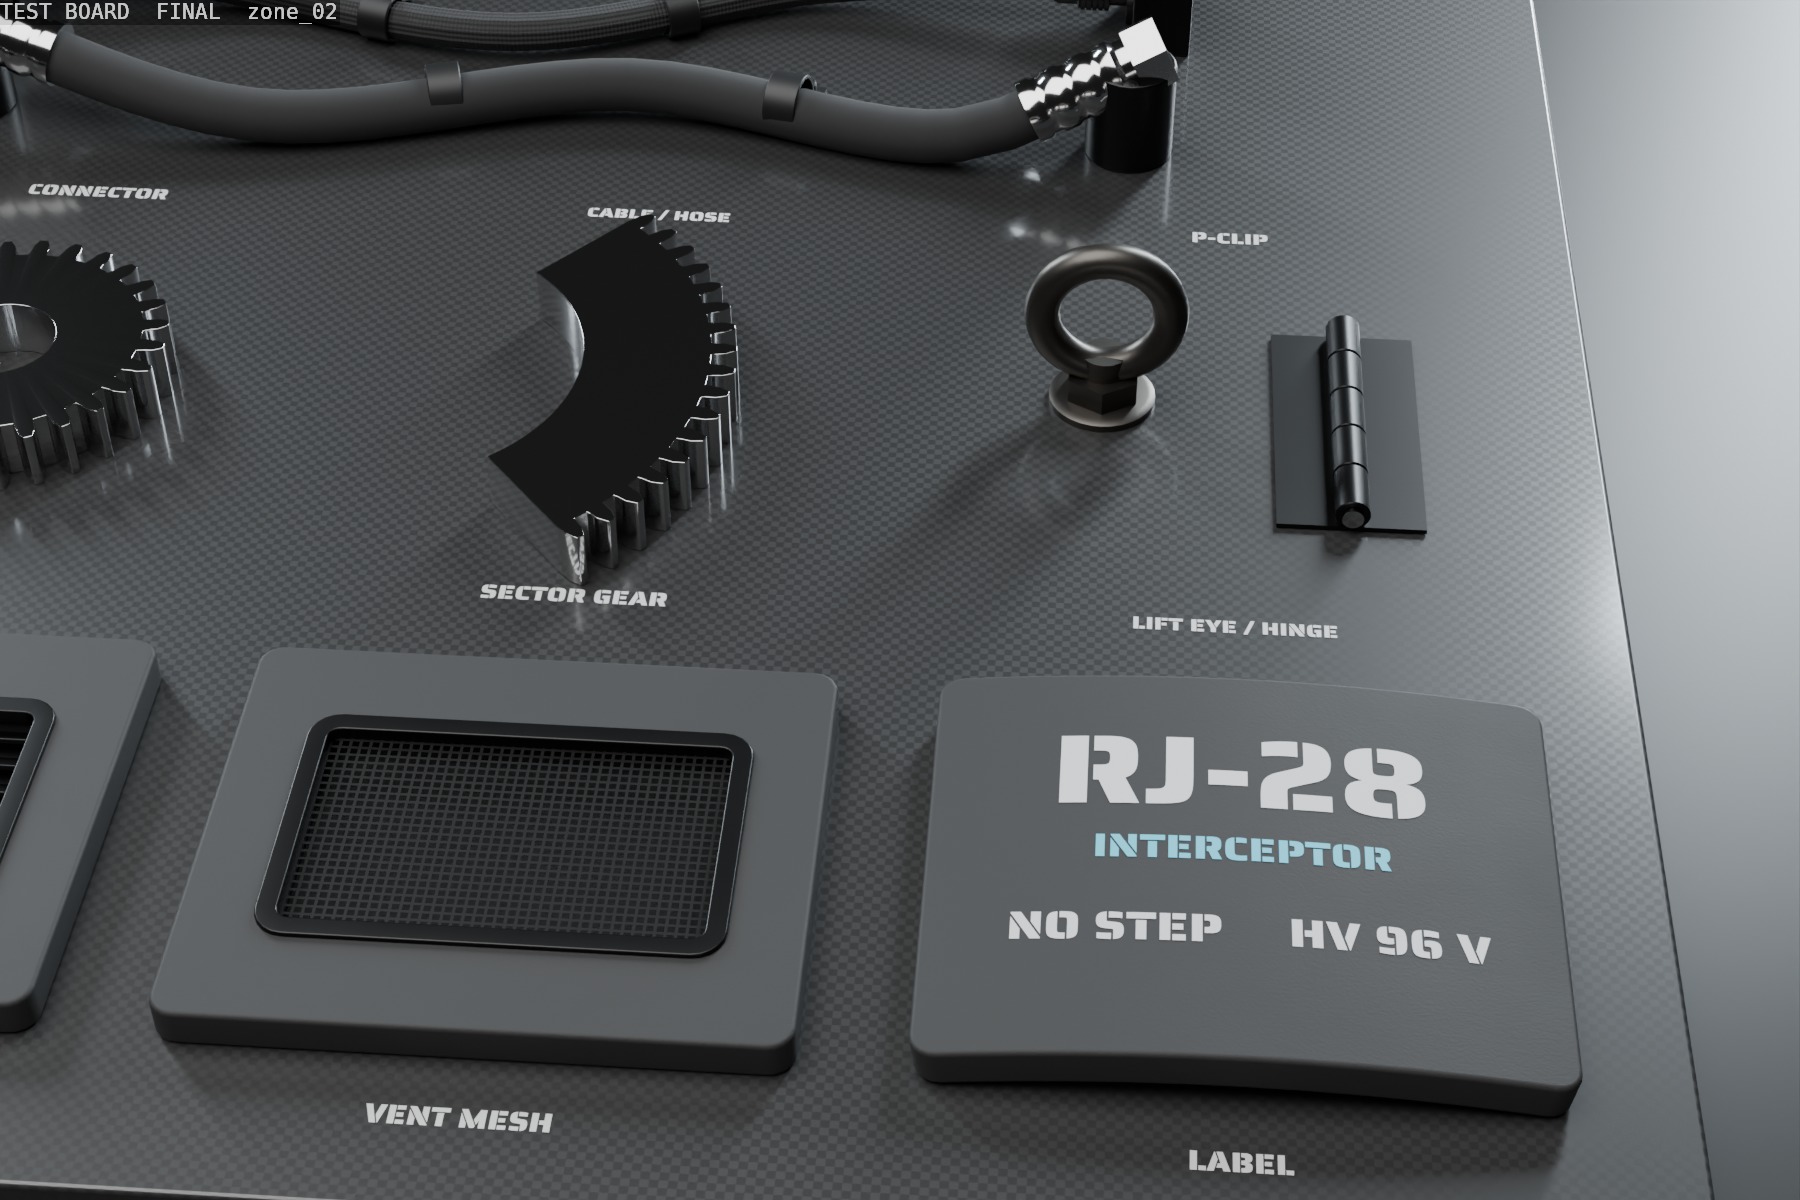 TEST BOARD  FINAL  zone_02
CONNECTOR
CABLE / HOSE
P-CLIP
SECTOR GEAR
LIFT EYE / HINGE
RJ-28
INTERCEPTOR
NO STEP    HV 96 V
VENT MESH
LABEL